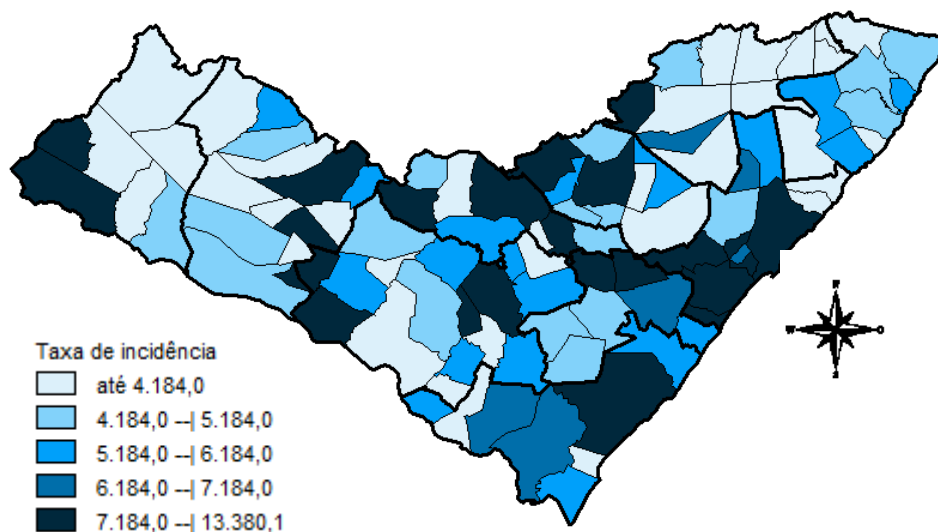 Taxa de incidência
até 4.184,0
4.184,0 --| 5.184,0
5.184,0 --| 6.184,0
6.184,0 --| 7.184,0
7.184,0 --| 13.380,1
W